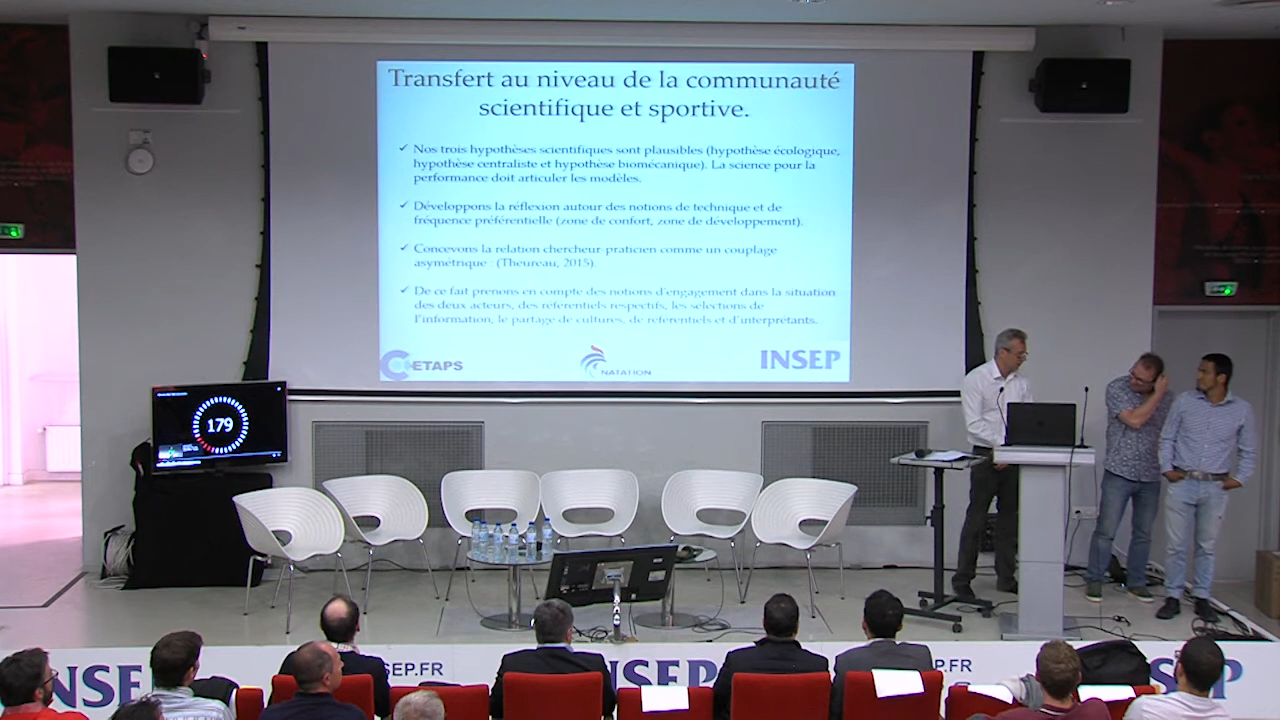 Transfert au niveau de la communauté
scientifique et sportive.
✓ Nos trois hypothèses scientifiques sont plausibles (hypothèse écologique,
hypothèse centraliste et hypothèse biomécanique). La science pour la
performance doit articuler les modèles.
✓ Développons la réflexion autour des notions de technique et de
fréquence préférentielle (zone de confort, zone de développement).
✓ Concevons la relation chercheur-praticien comme un couplage
asymétrique : (Theureau, 2015).
✓ De ce fait prenons en compte des notions d'engagement dans la situation
des deux acteurs, des référentiels respectifs, les sélections de
l'information, le partage de cultures, de référentiels et d'interprétants.
CETAPS
NATATION
INSEP
179
INSEP
SEP.FR
INSEP
P.FR